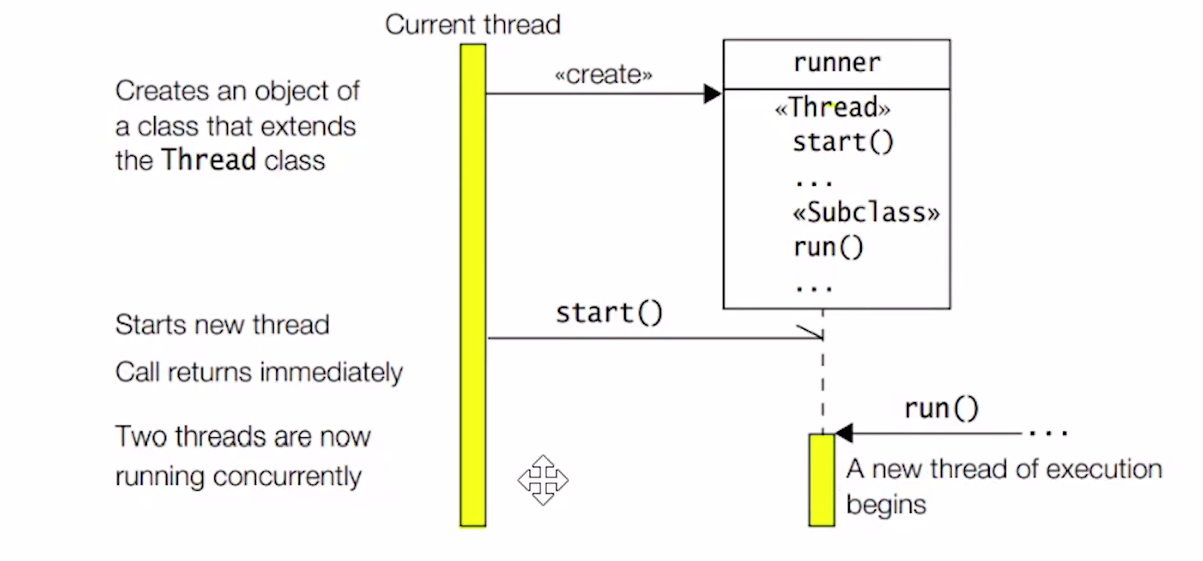 Current thread
Creates an object of
a class that extends
the Thread class
«create»
runner
«Thread»
start()
...
«Subclass»
run()
...
Starts new thread
start()
Call returns immediately
Two threads are now
running concurrently
run()
...
A new thread of execution
begins